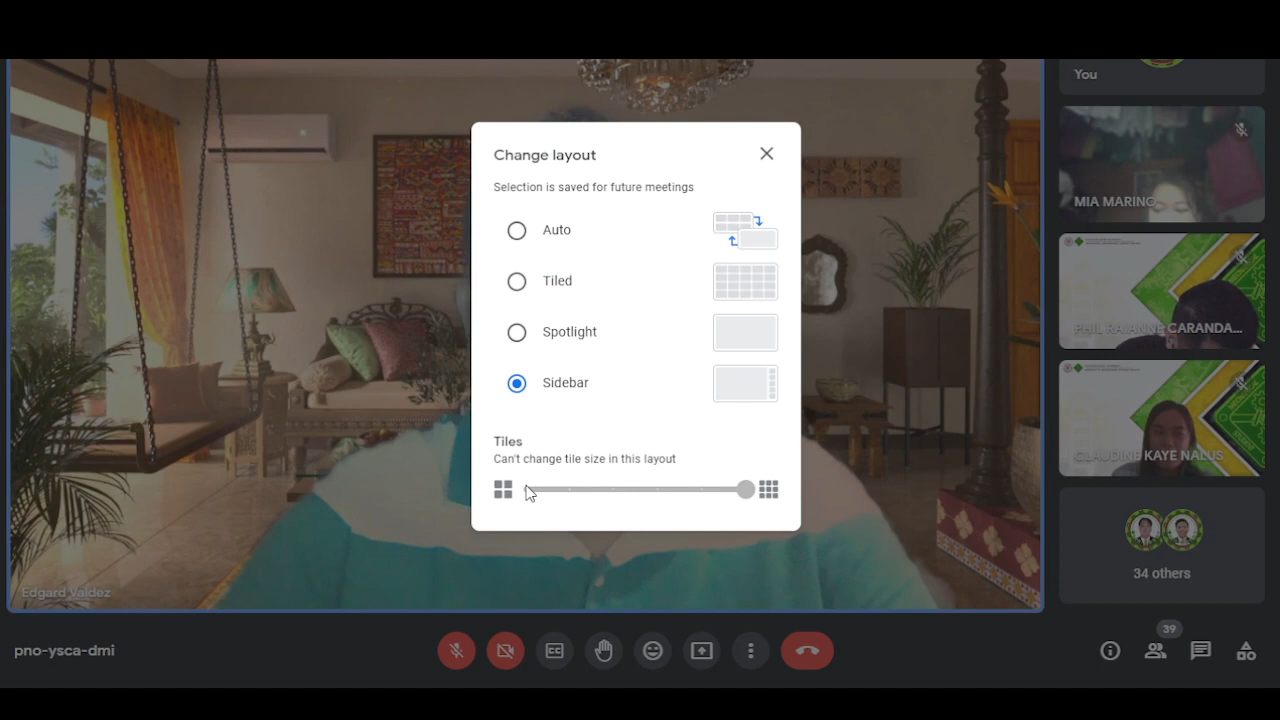 You
Change layout
Selection is saved for future meetings
Auto
Tiled
Spotlight
Sidebar
Tiles
Can't change tile size in this layout
MIA MARINO
PHIL RAIANNE CARANDA...
CLAUDINE KAYE NALUS
34 others
Edgard Valdez
pno-ysca-dmi
CC
39